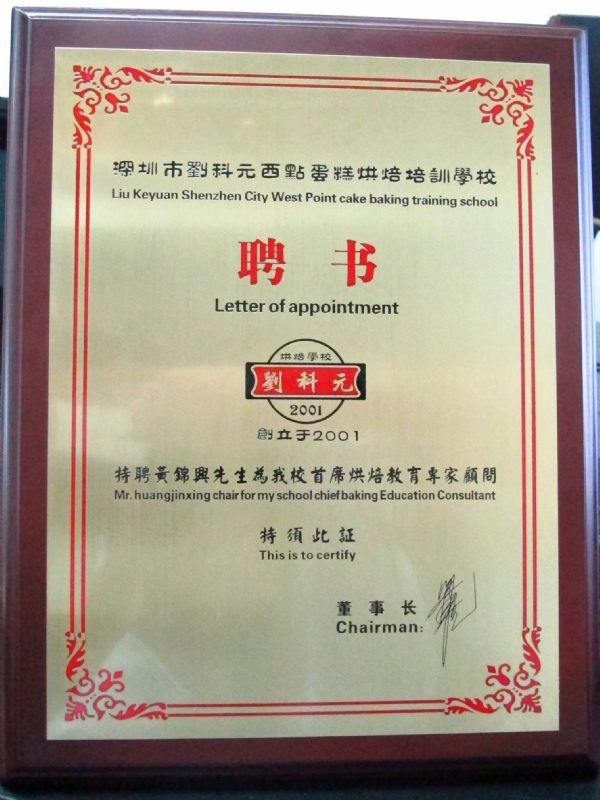 深圳市劉科元西點蛋糕烘焙培訓學校
Liu Keyuan Shenzhen City West Point cake baking training school
聘书
Letter of appointment
烘焙學校
劉科元
2001
創立于2001
持聘黃錦興先生為我校首席烘焙教育專家顧問
Mr. huangjinxing chair for my school chief baking Education Consultant
持須此証
This is to certify
董事长
Chairman: